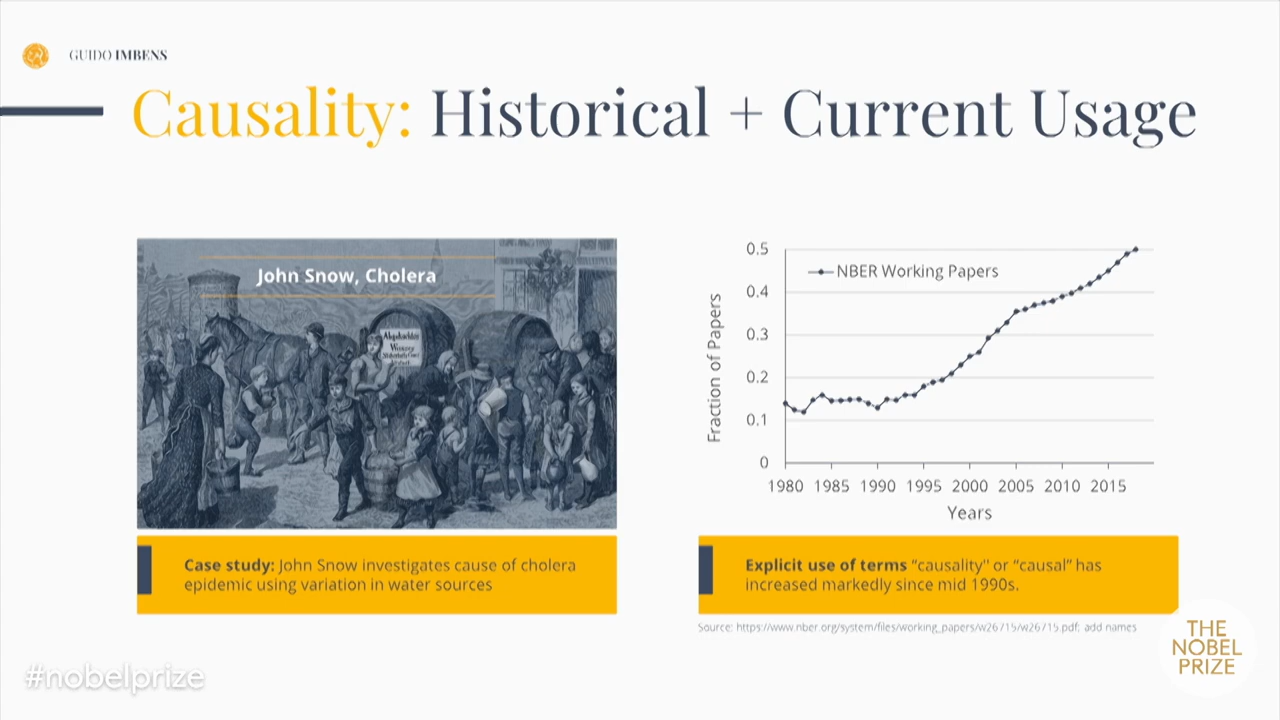 GUIDO IMBENS
Causality: Historical + Current Usage
John Snow, Cholera
Case study: John Snow investigates cause of cholera
epidemic using variation in water sources
0.5
0.4
0.3
0.2
0.1
0
NBER Working Papers
Fraction of Papers
1980 1985 1990 1995 2000 2005 2010 2015
Years
Explicit use of terms "causality" or "causal" has
increased markedly since mid 1990s.
Source: https://www.nber.org/system/files/working_papers/w26715/w26715.pdf; add names
#nobelprize
THE
NOBEL
PRIZE